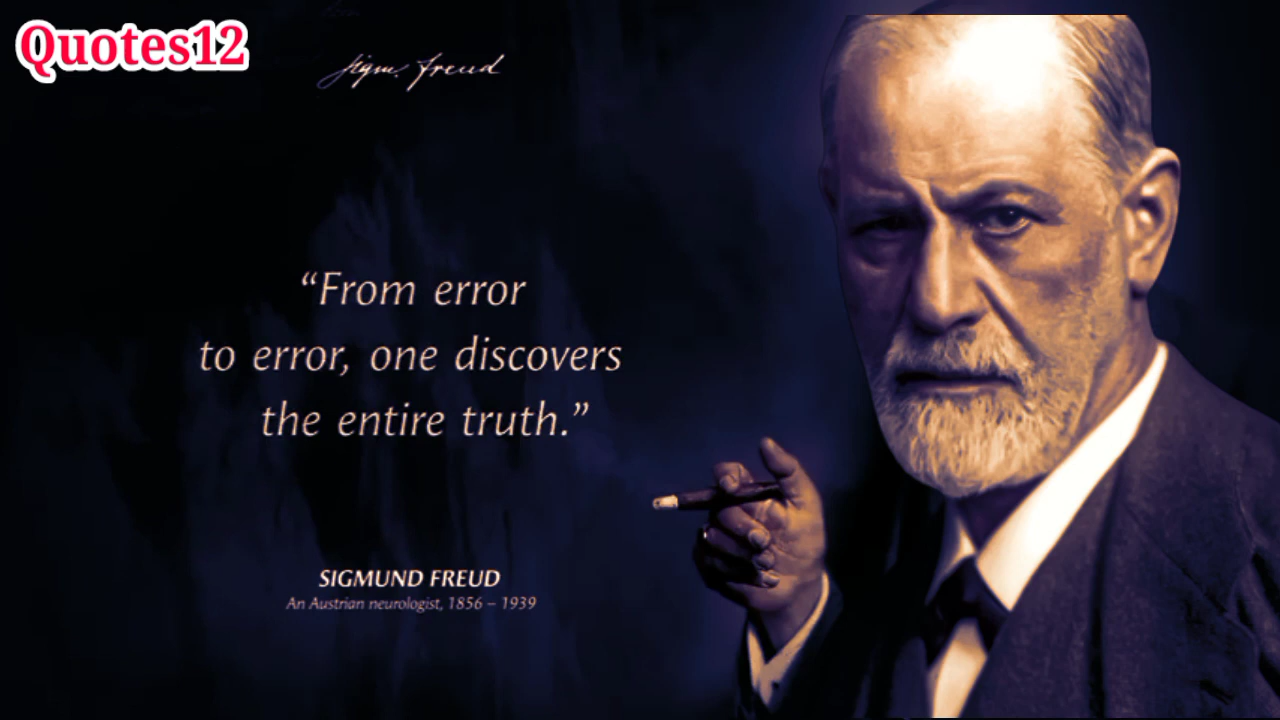 Quotes12
Sigm. Freud
“From error
to error, one discovers
the entire truth.”
SIGMUND FREUD
An Austrian neurologist, 1856 – 1939